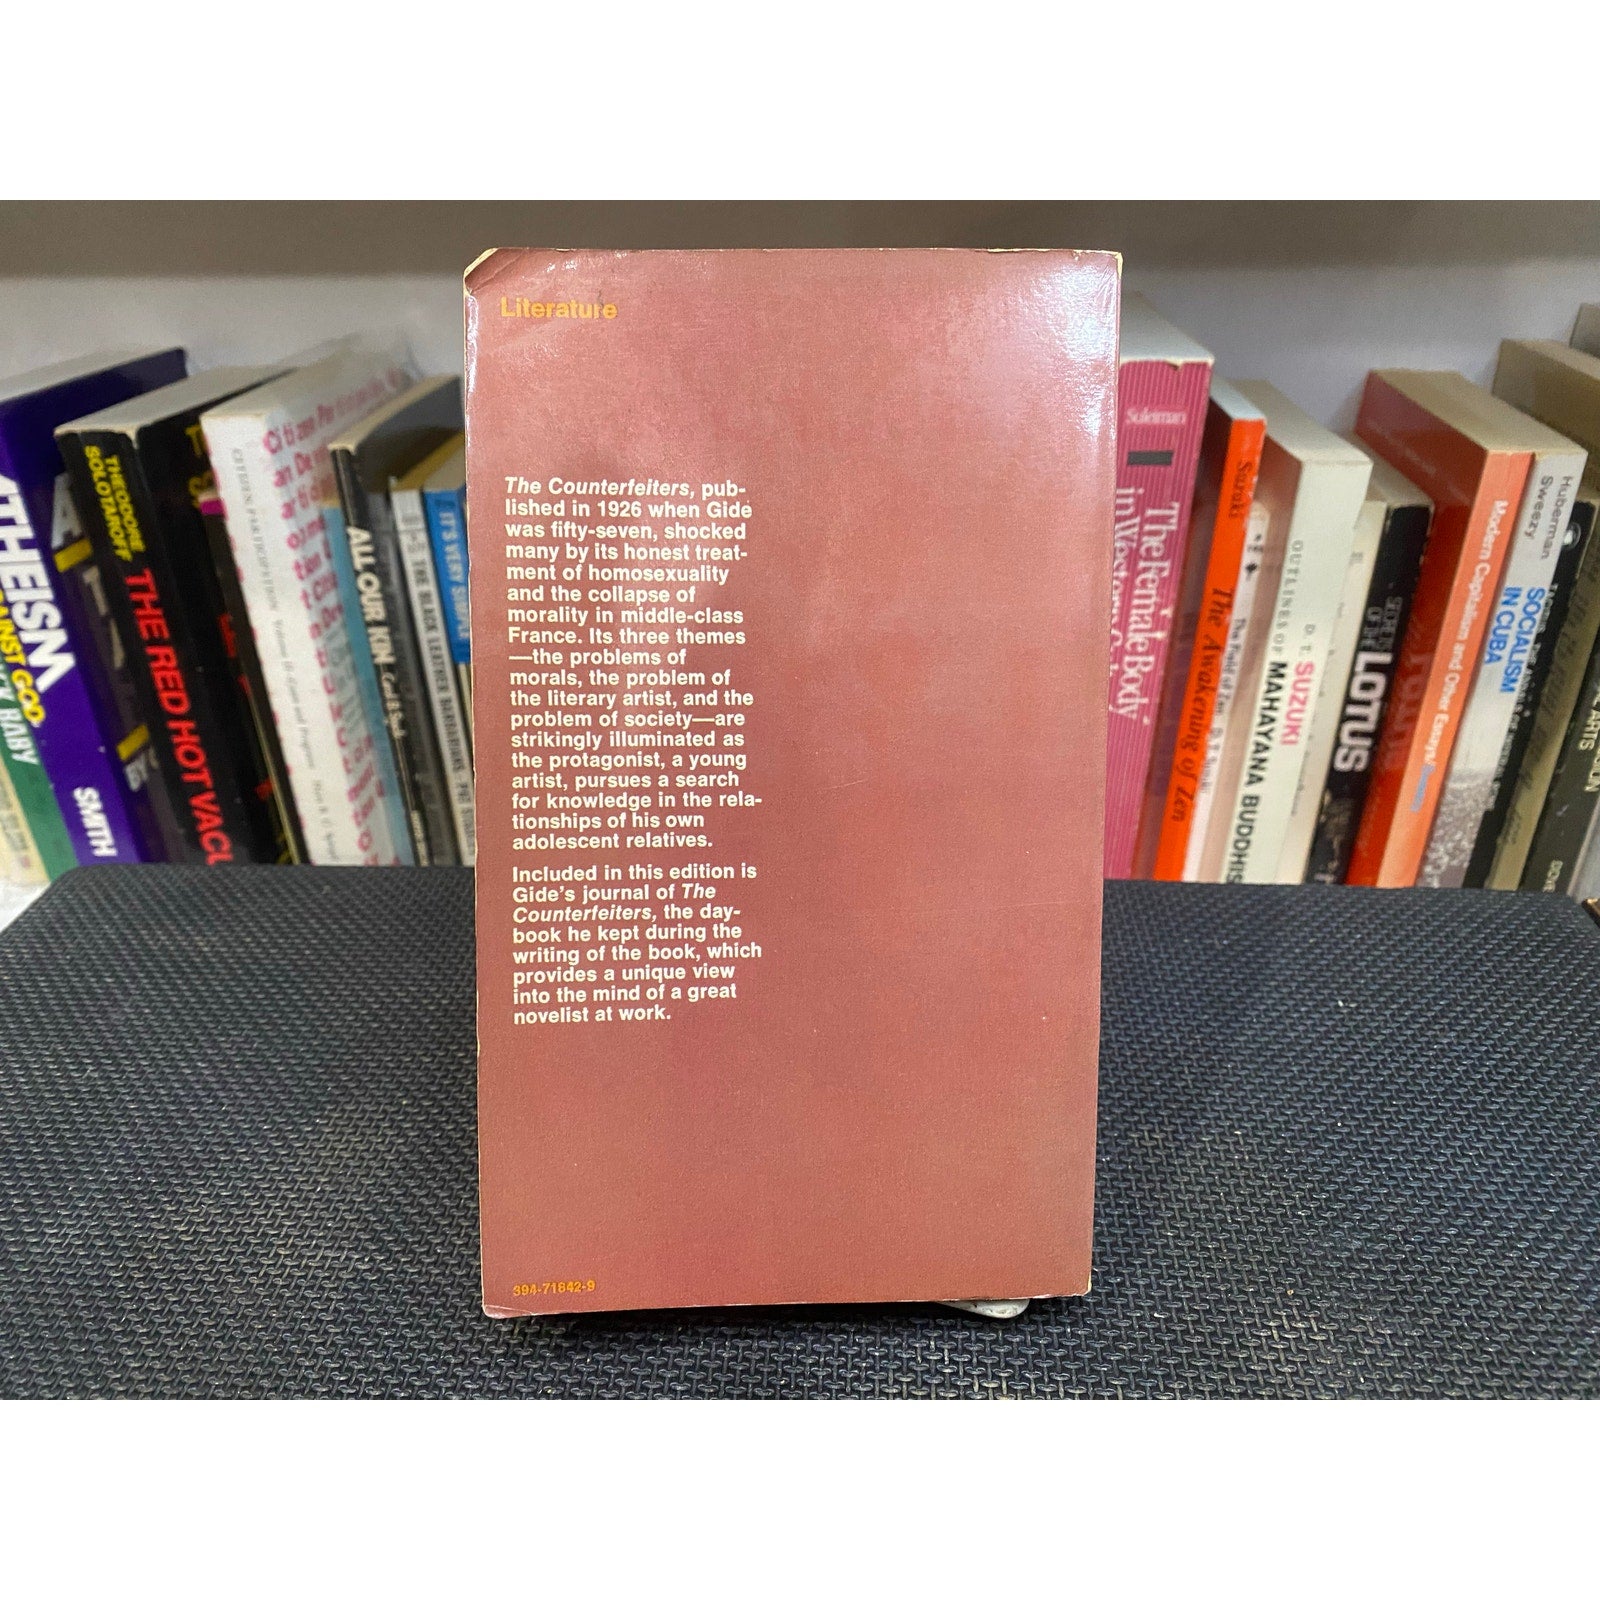 Literature
The Counterfeiters, pub-
lished in 1926 when Gide
was fifty-seven, shocked
many by its honest treat-
ment of homosexuality
and the collapse of
morality in middle-class
France. Its three themes
—the problems of
morals, the problem of
the literary artist, and the
problem of society—are
strikingly illuminated as
the protagonist, a young
artist, pursues a search
for knowledge in the rela-
tionships of his own
adolescent relatives.
Included in this edition is
Gide's journal of The
Counterfeiters, the day-
book he kept during the
writing of the book, which
provides a unique view
into the mind of a great
novelist at work.
394-71842-9
SMITH
THEODORE
SOLOTAROFF
THE RED HOT
ALL OUR KIN
THE BLACK LEATHER BARBARIANS
IT'S VERY SIMPLE
Suleiman
The Female Body
in Western
Suzuki
The Awakening of Zen
OUTLINES OF
MAHAYANA
D. T. SUZUKI
LOTUS
Modern Capitalism and Other Essays
Huberman
Sweezy
SOCIALISM
IN CUBA